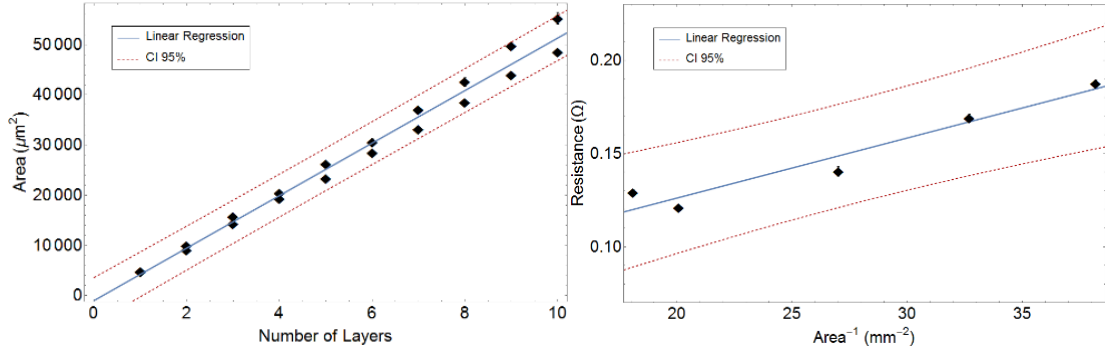 Linear Regression
CI 95%
Area (μm²)
50 000
40 000
30 000
20 000
10 000
0
0 2 4 6 8 10
Number of Layers
Linear Regression
CI 95%
Resistance (Ω)
0.20
0.15
0.10
20 25 30 35
Area⁻¹ (mm⁻²)